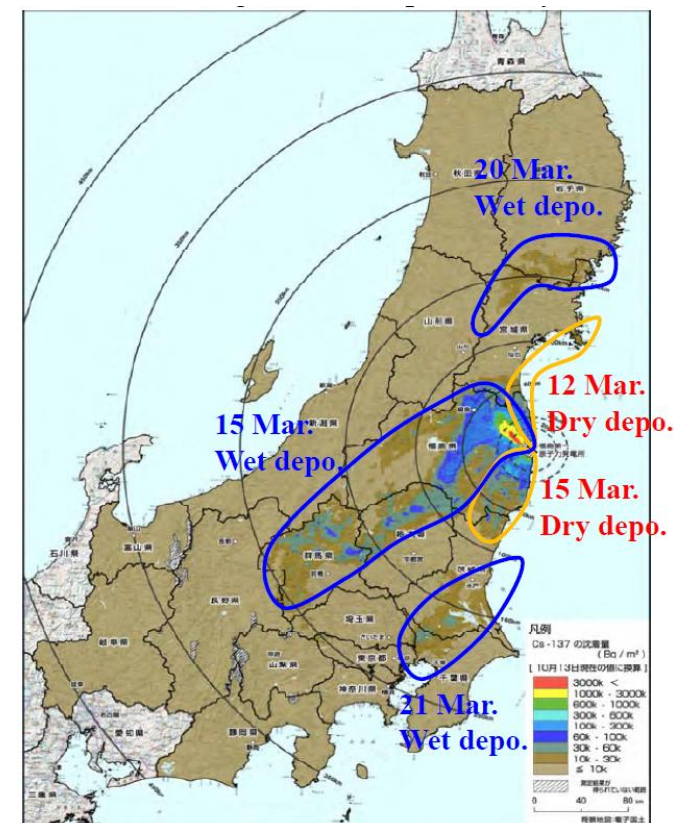 青森県
秋田県
20 Mar.
岩手県
Wet depo.
山形県
宮城県
12 Mar.
Dry depo.
15 Mar.
新潟県
福島県
Wet depo.
15 Mar.
Dry depo.
石川県
富山県
群馬県
栃木県
茨城県
長野県
埼玉県
岐阜県
山梨県
東京都
千葉県
神奈川県
愛知県
静岡県
三重県
21 Mar.
Wet depo.
凡例
Cs-137 の沈着量
( Bq / m² )
[ 10月13日現在の値に換算 ]
3000k <
1000k - 3000k
600k - 1000k
300k - 600k
100k - 300k
60k - 100k
30k - 60k
10k - 30k
≤ 10k
測定結果が
得られていない範囲
0 40 80 km
背景地図:電子国土